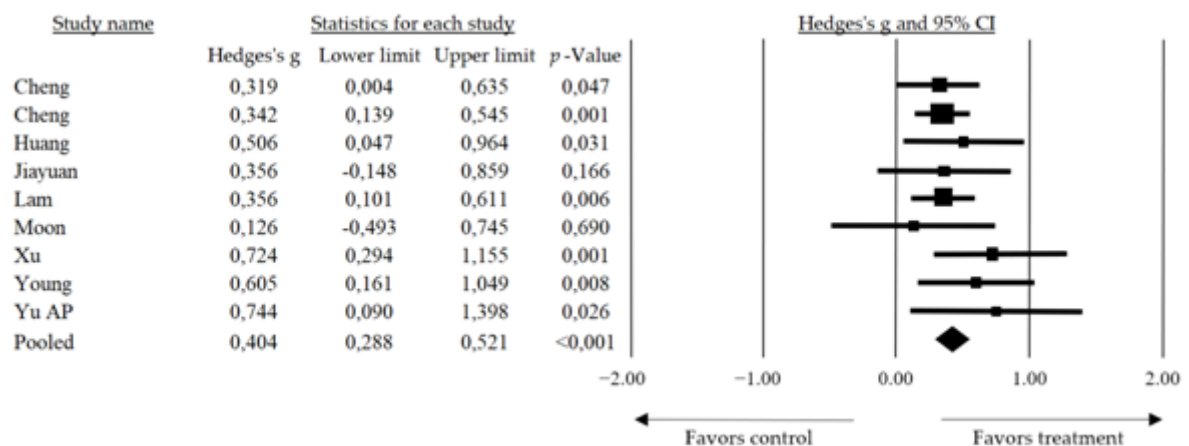 Study name Statistics for each study Hedges's g and 95% CI
Hedges's g Lower limit Upper limit p-Value
Cheng 0,319 0,004 0,635 0,047
Cheng 0,342 0,139 0,545 0,001
Huang 0,506 0,047 0,964 0,031
Jiayuan 0,356 -0,148 0,859 0,166
Lam 0,356 0,101 0,611 0,006
Moon 0,126 -0,493 0,745 0,690
Xu 0,724 0,294 1,155 0,001
Young 0,605 0,161 1,049 0,008
Yu AP 0,744 0,090 1,398 0,026
Pooled 0,404 0,288 0,521 <0,001
−2.00 −1.00 0.00 1.00 2.00
Favors control Favors treatment